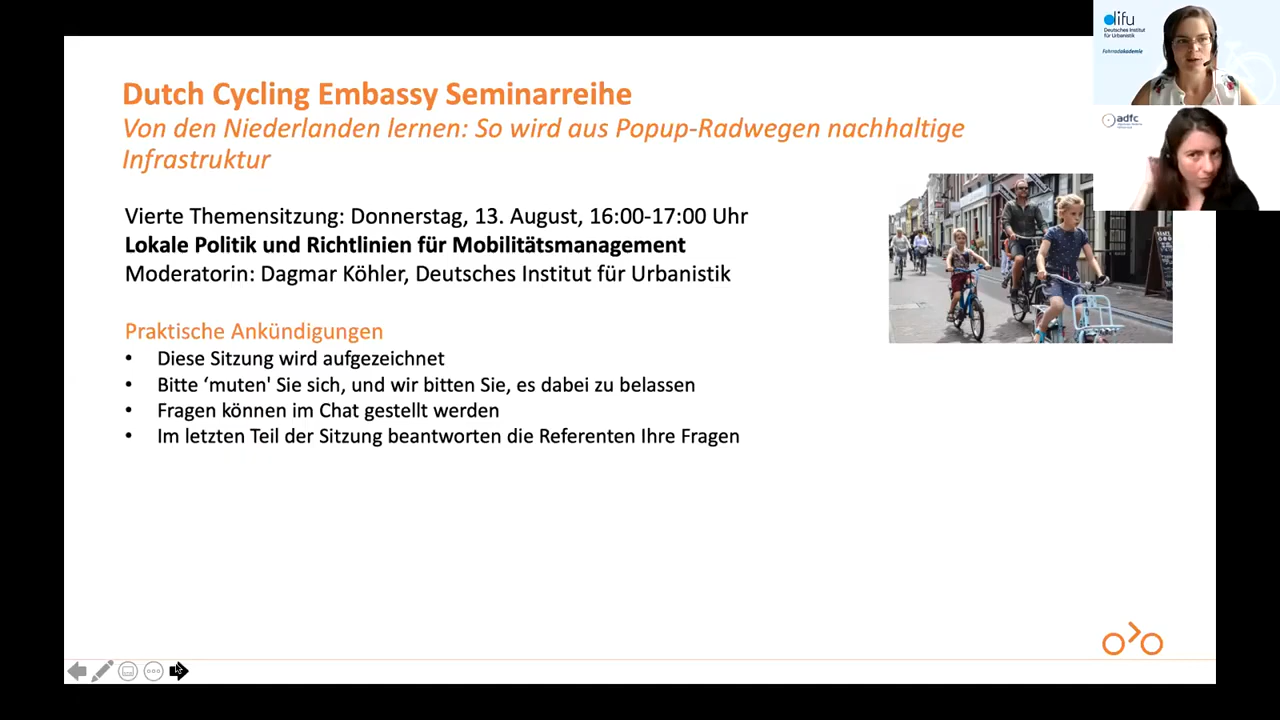 Dutch Cycling Embassy Seminarreihe
Von den Niederlanden lernen: So wird aus Popup-Radwegen nachhaltige
Infrastruktur
Vierte Themensitzung: Donnerstag, 13. August, 16:00-17:00 Uhr
Lokale Politik und Richtlinien für Mobilitätsmanagement
Moderatorin: Dagmar Köhler, Deutsches Institut für Urbanistik
Praktische Ankündigungen
• Diese Sitzung wird aufgezeichnet
• Bitte ‘muten' Sie sich, und wir bitten Sie, es dabei zu belassen
• Fragen können im Chat gestellt werden
• Im letzten Teil der Sitzung beantworten die Referenten Ihre Fragen
difu
Deutsches Institut
für Urbanistik
Fahrradakademie
adfc